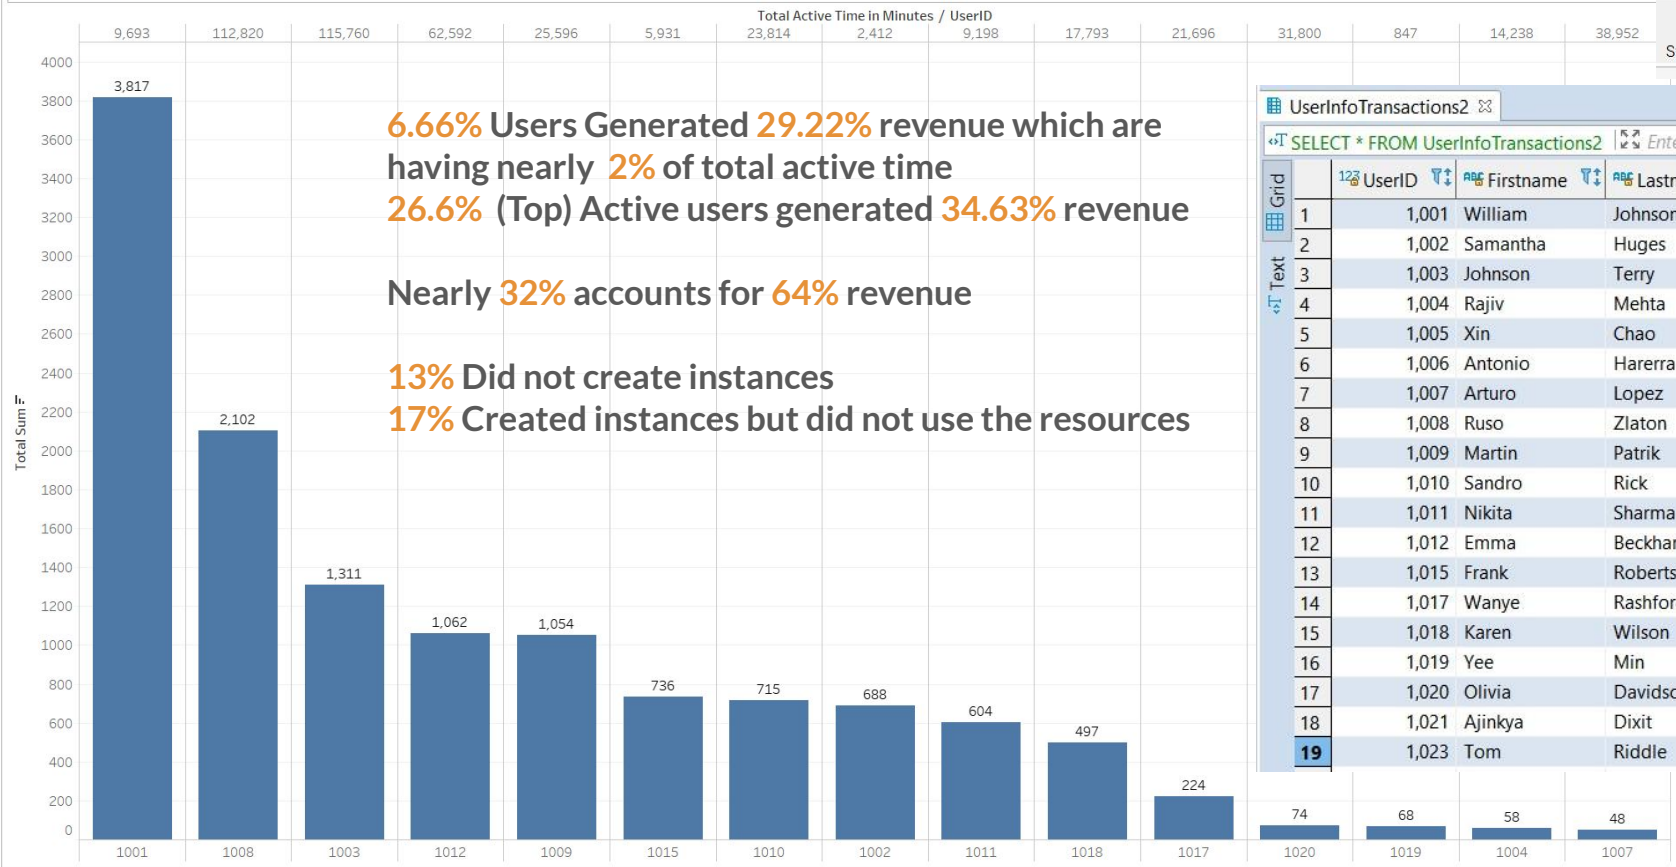 Total Active Time in Minutes / UserID
9,693 112,820 115,760 62,592 25,596 5,931 23,814 2,412 9,198 17,793 21,696 31,800 847 14,238 38,952
S
4000
3800
3600
3400
3200
3000
2800
2600
2400
2200
2000
1800
1600
1400
1200
1000
800
600
400
200
0
Total Sum
3,817
2,102
1,311
1,062
1,054
736
715
688
604
497
224
74
68
58
48
6.66% Users Generated 29.22% revenue which are
having nearly 2% of total active time
26.6% (Top) Active users generated 34.63% revenue
Nearly 32% accounts for 64% revenue
13% Did not create instances
17% Created instances but did not use the resources
UserInfoTransactions2
SELECT * FROM UserInfoTransactions2 Ente
Grid
Text
123 UserID ABC Firstname ABC Lastn
1 1,001 William Johnson
2 1,002 Samantha Huges
3 1,003 Johnson Terry
4 1,004 Rajiv Mehta
5 1,005 Xin Chao
6 1,006 Antonio Harerra
7 1,007 Arturo Lopez
8 1,008 Ruso Zlaton
9 1,009 Martin Patrik
10 1,010 Sandro Rick
11 1,011 Nikita Sharma
12 1,012 Emma Beckhar
13 1,015 Frank Roberts
14 1,017 Wanye Rashfor
15 1,018 Karen Wilson
16 1,019 Yee Min
17 1,020 Olivia Davidso
18 1,021 Ajinkya Dixit
19 1,023 Tom Riddle
1001 1008 1003 1012 1009 1015 1010 1002 1011 1018 1017 1020 1019 1004 1007